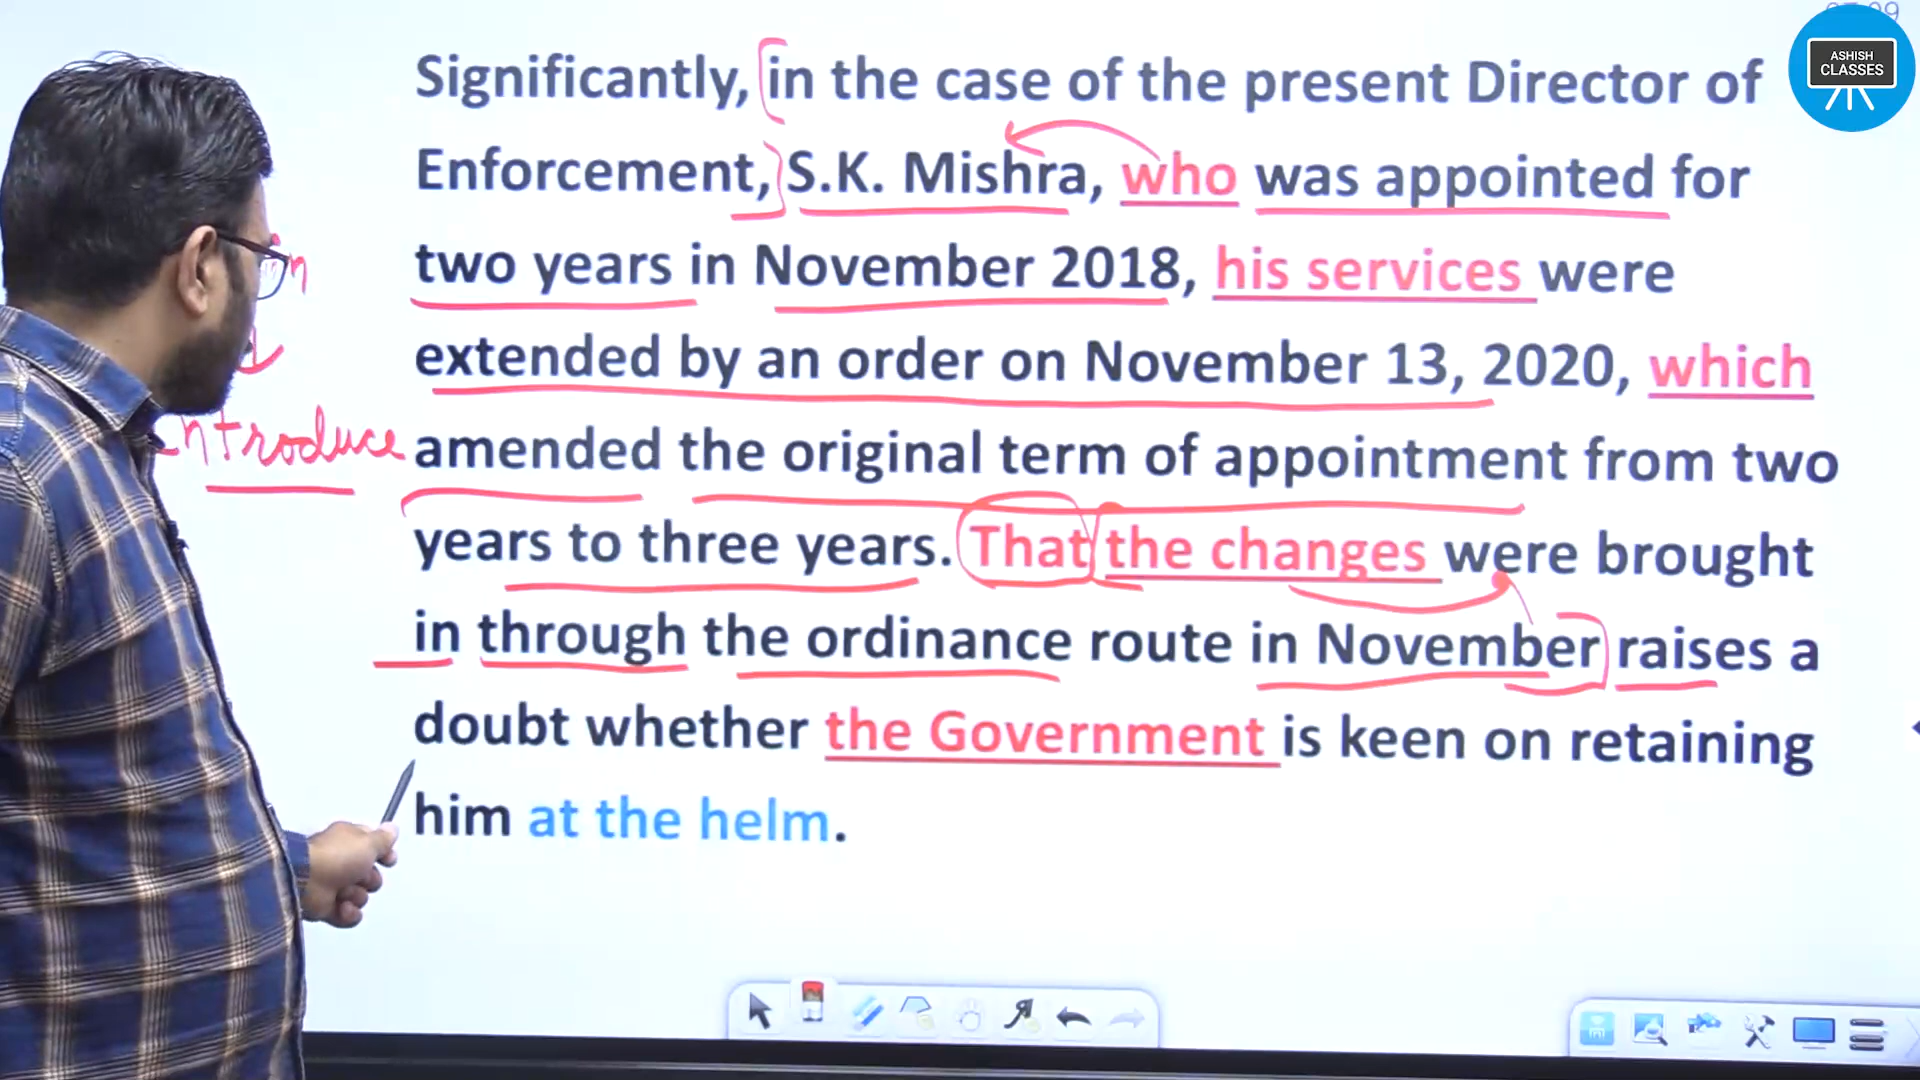 ASHISH
CLASSES
Significantly, in the case of the present Director of
Enforcement, S.K. Mishra, who was appointed for
two years in November 2018, his services were
extended by an order on November 13, 2020, which
introduce
amended the original term of appointment from two
years to three years. That the changes were brought
in through the ordinance route in November raises a
doubt whether the Government is keen on retaining
him at the helm.